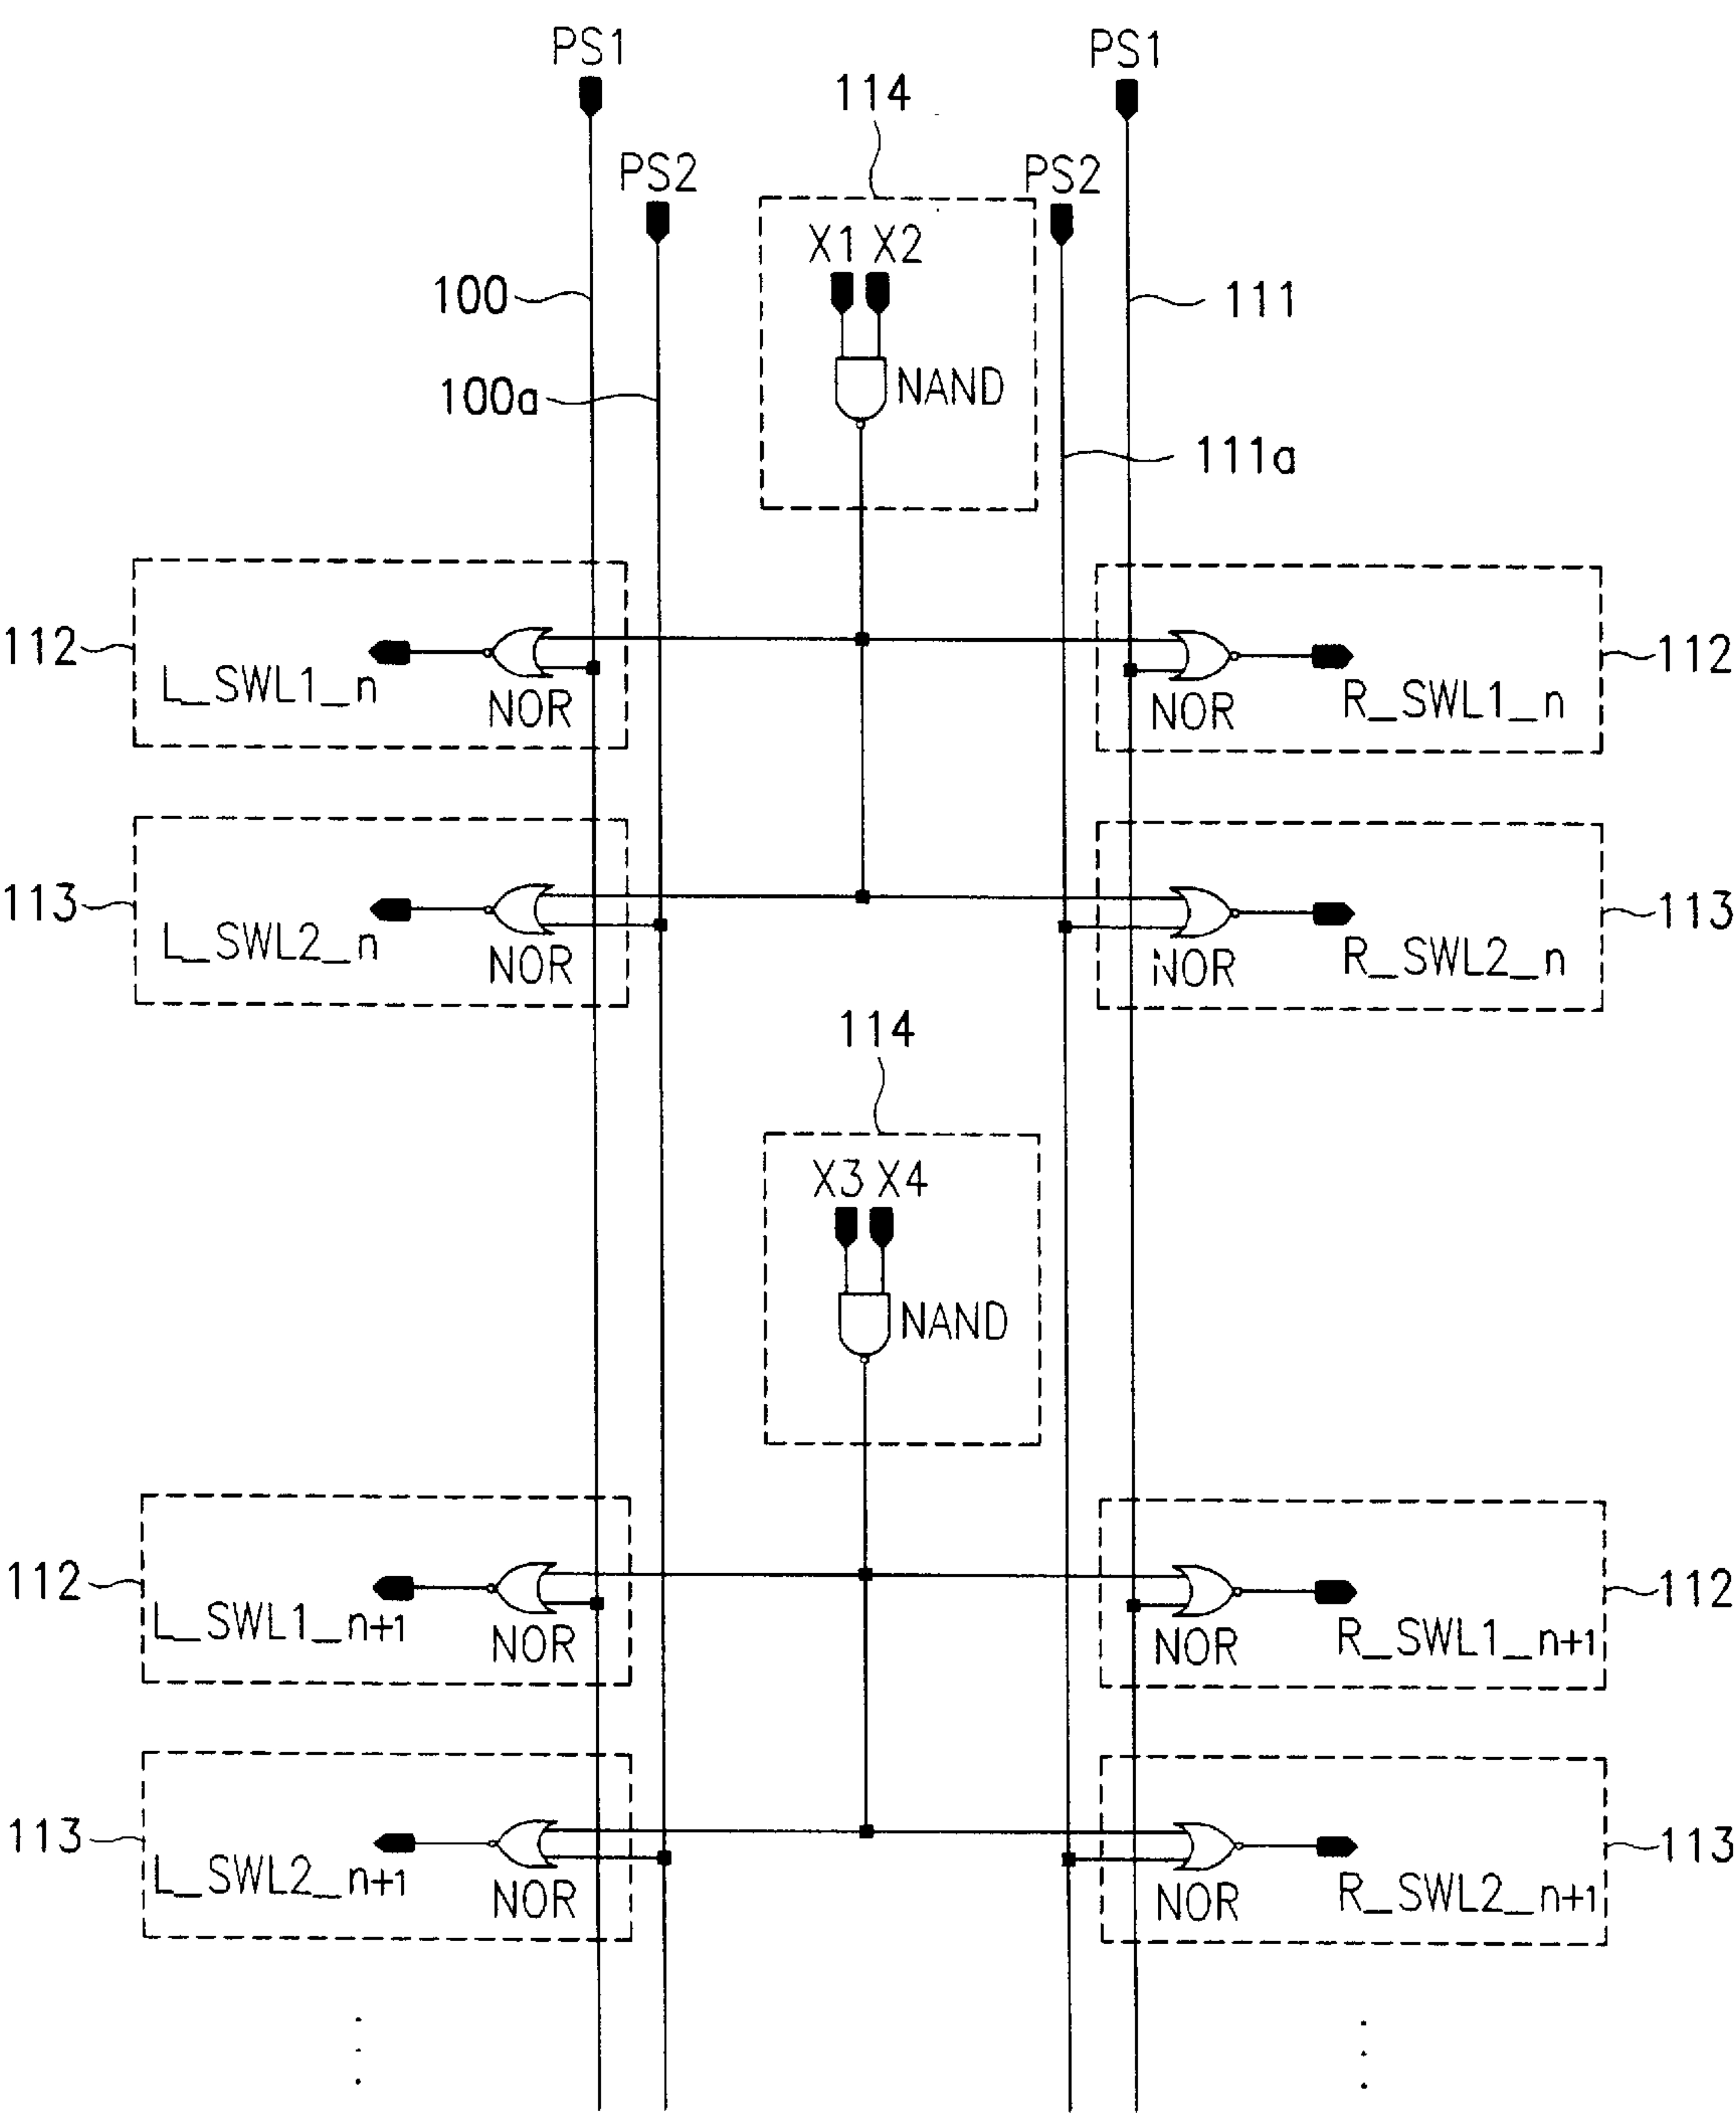 PS1 PS1
114
PS2 PS2
X1 X2
100 111
100a NAND
111a
112 112
L_SWL1_n NOR NOR R_SWL1_n
113 113
L_SWL2_n NOR NOR R_SWL2_n
114
X3 X4
NAND
112 112
L_SWL1_n+1 NOR NOR R_SWL1_n+1
113 113
L_SWL2_n+1 NOR NOR R_SWL2_n+1